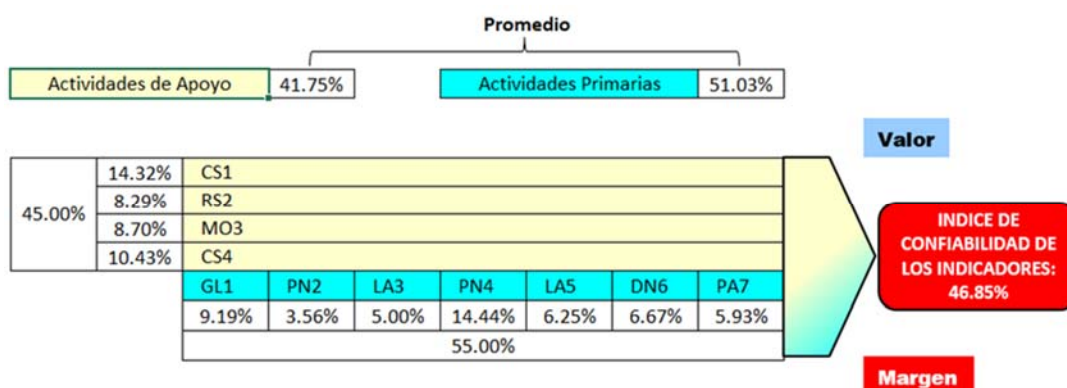 Promedio
Actividades de Apoyo 41.75% Actividades Primarias 51.03%
Valor
14.32% CS1
8.29% RS2
45.00%
8.70% MO3
10.43% CS4
INDICE DE
CONFIABILIDAD DE
LOS INDICADORES:
46.85%
GL1 PN2 LA3 PN4 LA5 DN6 PA7
9.19% 3.56% 5.00% 14.44% 6.25% 6.67% 5.93%
55.00%
Margen